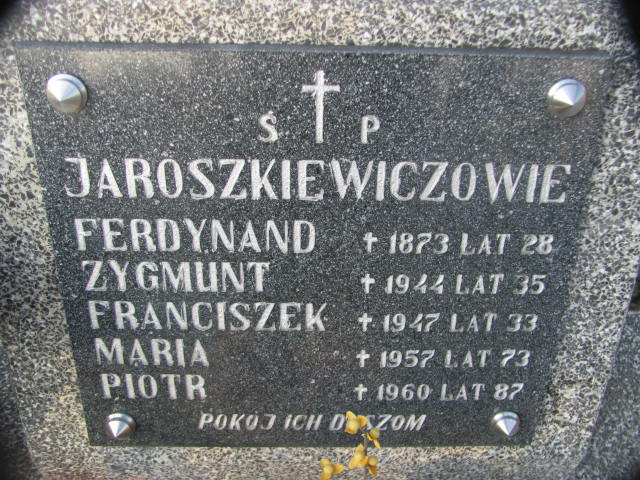 Ś P
JAROSZKIEWICZOWIE
FERDYNAND † 1873 LAT 28
ZYGMUNT † 1944 LAT 35
FRANCISZEK † 1947 LAT 33
MARIA † 1957 LAT 73
PIOTR † 1960 LAT 87
POKÓJ ICH